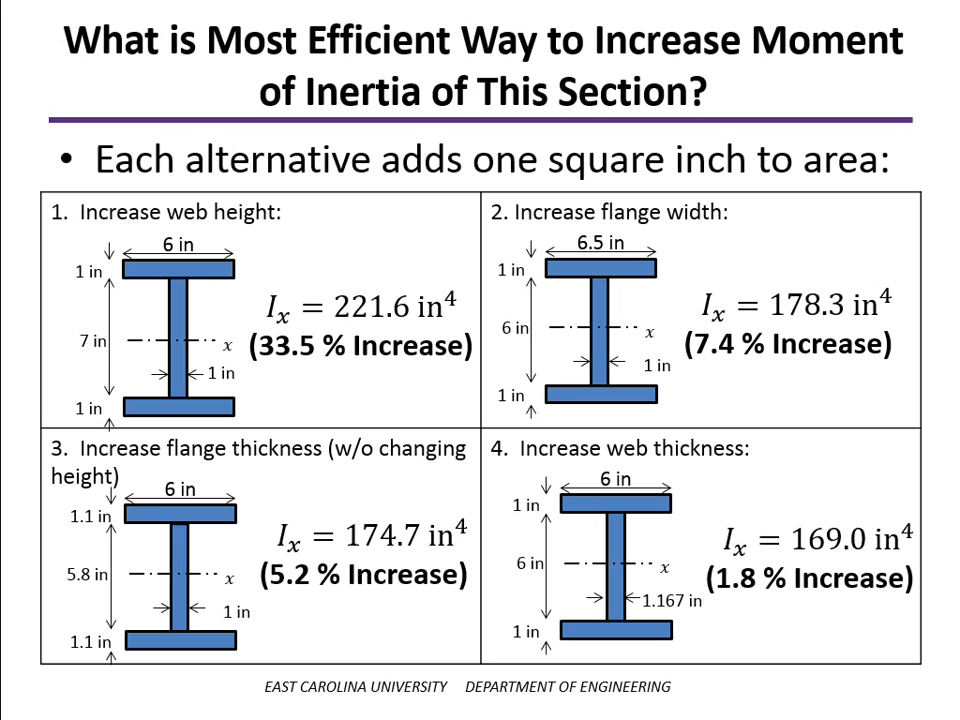 What is Most Efficient Way to Increase Moment
of Inertia of This Section?
• Each alternative adds one square inch to area:
1. Increase web height:
6 in
1 in
7 in
x
1 in
1 in
I_x = 221.6 in⁴
(33.5 % Increase)
2. Increase flange width:
6.5 in
1 in
6 in
x
1 in
1 in
I_x = 178.3 in⁴
(7.4 % Increase)
3. Increase flange thickness (w/o changing
height)
6 in
1.1 in
5.8 in
x
1 in
1.1 in
I_x = 174.7 in⁴
(5.2 % Increase)
4. Increase web thickness:
6 in
1 in
6 in
x
1.167 in
1 in
I_x = 169.0 in⁴
(1.8 % Increase)
EAST CAROLINA UNIVERSITY DEPARTMENT OF ENGINEERING